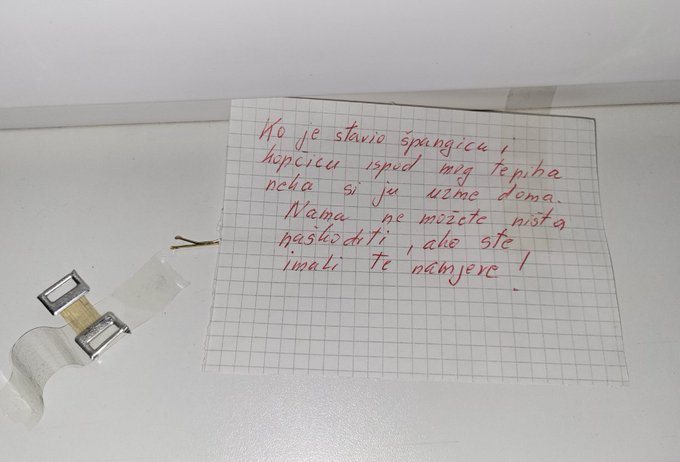 Ko je stavio špangicu i
kopčicu ispod mog tepiha
neka si ju uzme doma.
Nama ne možete ništa
naškoditi, ako ste
imali te namjere!